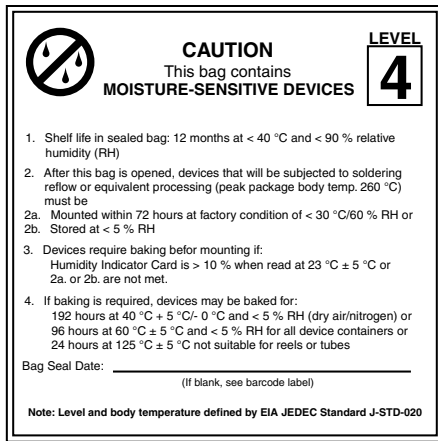 LEVEL
CAUTION
This bag contains
MOISTURE-SENSITIVE DEVICES
4
1. Shelf life in sealed bag: 12 months at < 40 °C and < 90 % relative
humidity (RH)
2. After this bag is opened, devices that will be subjected to soldering
reflow or equivalent processing (peak package body temp. 260 °C)
must be
2a. Mounted within 72 hours at factory condition of < 30 °C/60 % RH or
2b. Stored at < 5 % RH
3. Devices require baking befor mounting if:
Humidity Indicator Card is > 10 % when read at 23 °C ± 5 °C or
2a. or 2b. are not met.
4. If baking is required, devices may be baked for:
192 hours at 40 °C + 5 °C/- 0 °C and < 5 % RH (dry air/nitrogen) or
96 hours at 60 °C ± 5 °C and < 5 % RH for all device containers or
24 hours at 125 °C ± 5 °C not suitable for reels or tubes
Bag Seal Date:
(If blank, see barcode label)
Note: Level and body temperature defined by EIA JEDEC Standard J-STD-020